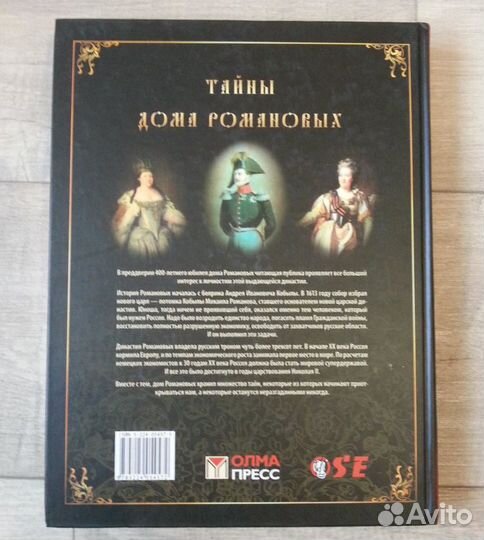 ТАЙНЫ
ДОМА РОМАНОВЫХ
В преддверии 400-летнего юбилея дома Романовых читающая публика проявляет все больший
интерес к личностям этой выдающейся династии.
История Романовых началась с боярина Андрея Ивановича Кобылы. В 1613 году собор избрал
нового царя — потомка Кобылы Михаила Романова, ставшего основателем новой царской ди-
настии. Юноша, тогда ничем не проявивший себя, оказался именно тем человеком, который
был нужен России. Надо было возродить единство народа, погасить пламя Гражданской войны,
восстановить полностью разрушенную экономику, освободить от захватчиков русские области.
И он выполнил это задачи.
Династия Романовых владела русским троном чуть более трехсот лет. В начале XX века Россия
кормила Европу, и по темпам экономического роста занимала первое место в мире. По расчетам
немецких экономистов к 30 годам XX века Россия должна была стать мировой супердержавой.
И все это было достигнуто в годы царствования Николая II.
Вместе с тем, дом Романовых хранил множество тайн, некоторые из которых начинают приот-
крываться нам, а некоторые останутся неразгаданными никогда.
ОЛМА
ПРЕСС
OSE
Avito